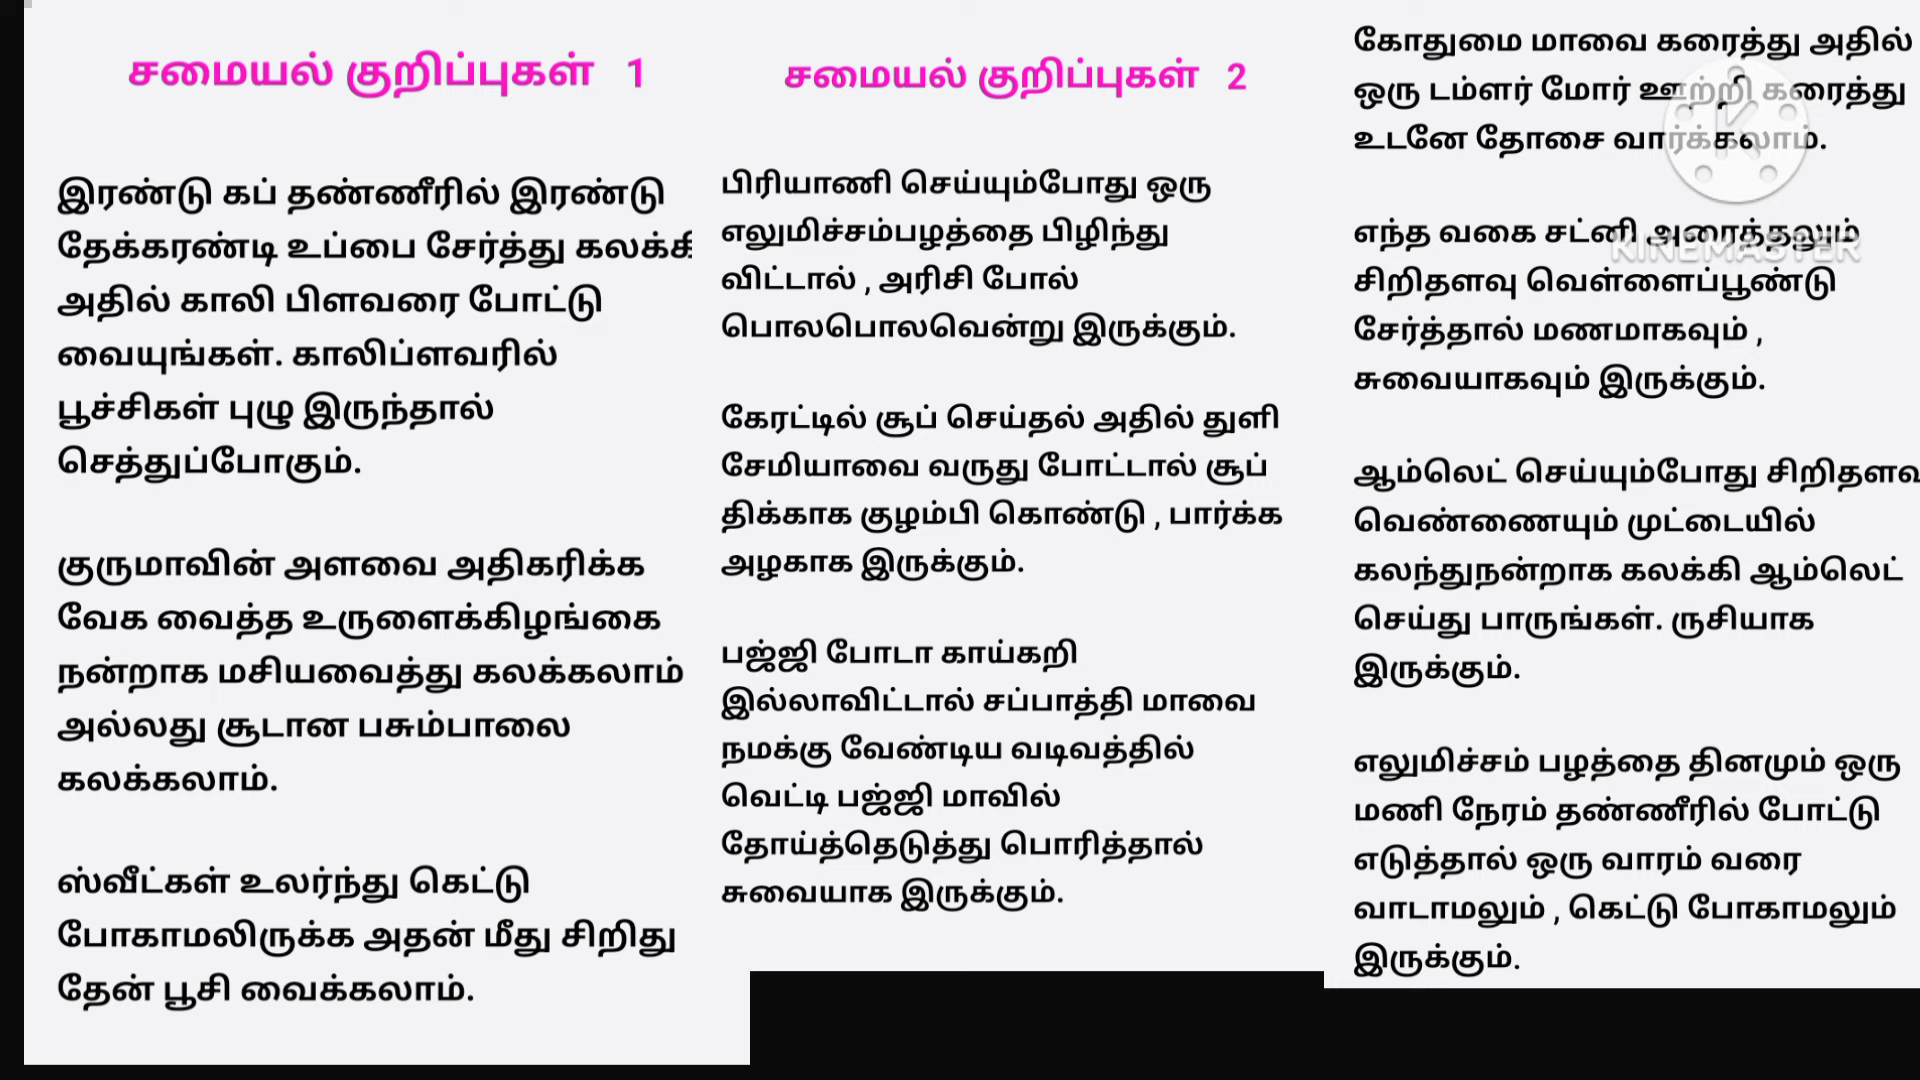 சமையல் குறிப்புகள் 1
இரண்டு கப் தண்ணீரில் இரண்டு
தேக்கரண்டி உப்பை சேர்த்து கலக்கி
அதில் காலி பிளவரை போட்டு
வையுங்கள். காலிப்ளவரில்
பூச்சிகள் புழு இருந்தால்
செத்துப்போகும்.
குருமாவின் அளவை அதிகரிக்க
வேக வைத்த உருளைக்கிழங்கை
நன்றாக மசியவைத்து கலக்கலாம்
அல்லது சூடான பசும்பாலை
கலக்கலாம்.
ஸ்வீட்கள் உலர்ந்து கெட்டு
போகாமலிருக்க அதன் மீது சிறிது
தேன் பூசி வைக்கலாம்.
சமையல் குறிப்புகள் 2
பிரியாணி செய்யும்போது ஒரு
எலுமிச்சம்பழத்தை பிழிந்து
விட்டால் , அரிசி போல்
பொலபொலவென்று இருக்கும்.
கேரட்டில் சூப் செய்தல் அதில் துளி
சேமியாவை வருது போட்டால் சூப்
திக்காக குழம்பி கொண்டு , பார்க்க
அழகாக இருக்கும்.
பஜ்ஜி போடா காய்கறி
இல்லாவிட்டால் சப்பாத்தி மாவை
நமக்கு வேண்டிய வடிவத்தில்
வெட்டி பஜ்ஜி மாவில்
தோய்த்தெடுத்து பொரித்தால்
சுவையாக இருக்கும்.
கோதுமை மாவை கரைத்து அதில்
ஒரு டம்ளர் மோர் ஊற்றி கரைத்து
உடனே தோசை வார்க்கலாம்.
எந்த வகை சட்னி அரைத்தலும்
சிறிதளவு வெள்ளைப்பூண்டு
சேர்த்தால் மணமாகவும் ,
சுவையாகவும் இருக்கும்.
ஆம்லெட் செய்யும்போது சிறிதளவு
வெண்ணையும் முட்டையில்
கலந்துநன்றாக கலக்கி ஆம்லெட்
செய்து பாருங்கள். ருசியாக
இருக்கும்.
எலுமிச்சம் பழத்தை தினமும் ஒரு
மணி நேரம் தண்ணீரில் போட்டு
எடுத்தால் ஒரு வாரம் வரை
வாடாமலும் , கெட்டு போகாமலும்
இருக்கும்.
KINEMASTER